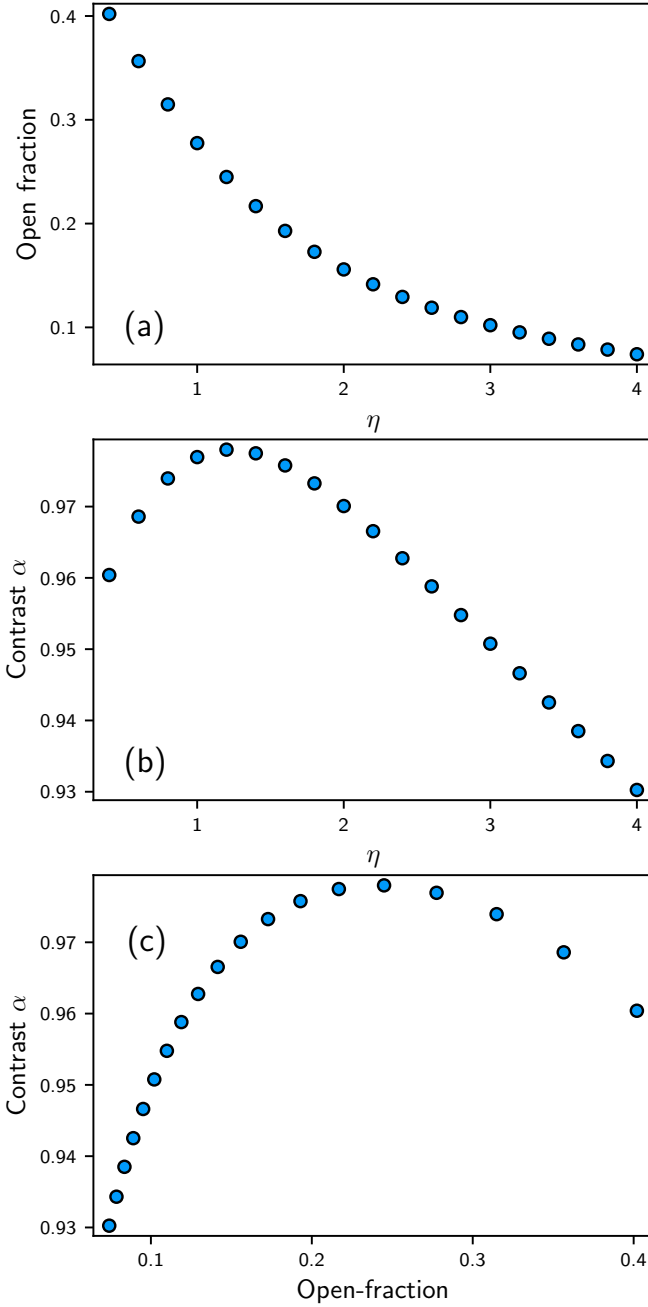 0.4
0.3
0.2
0.1
Open fraction
(a)
1 2 3 4
η
0.97
0.96
0.95
0.94
0.93
Contrast α
(b)
1 2 3 4
η
0.97
0.96
0.95
0.94
0.93
Contrast α
(c)
0.1 0.2 0.3 0.4
Open-fraction